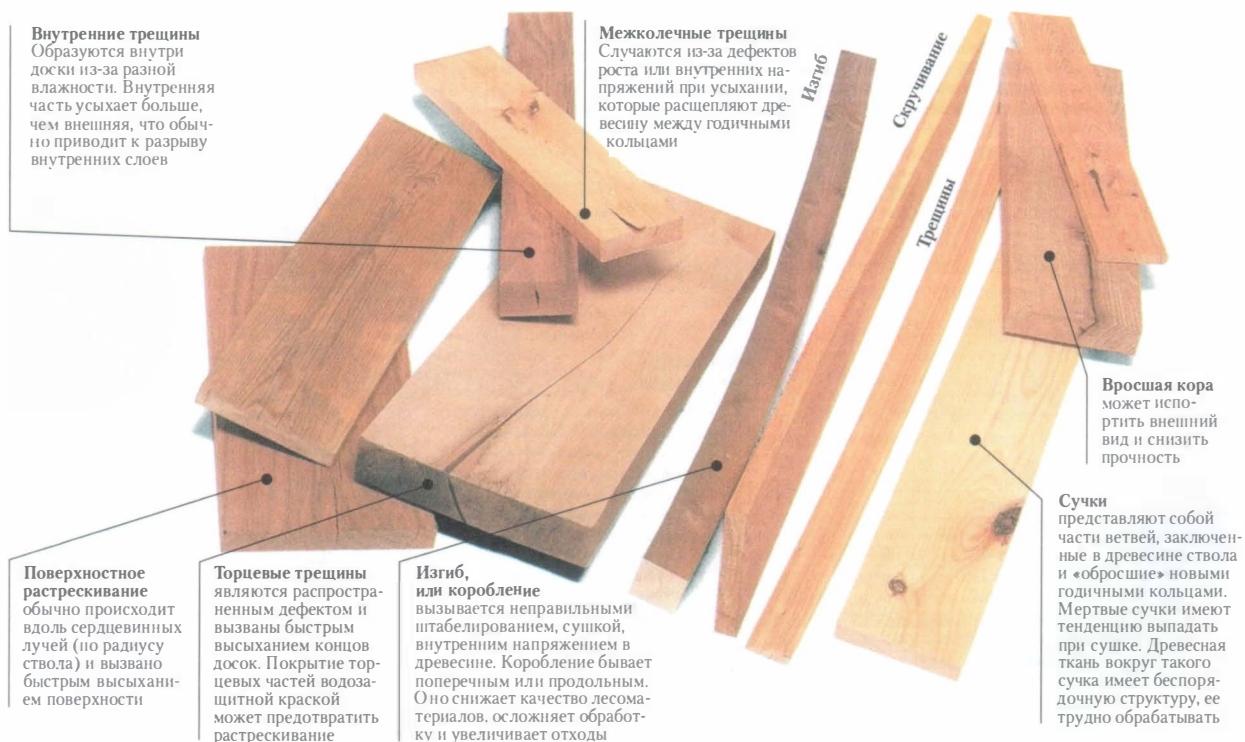 Внутренние трещины
Образуются внутри
доски из-за разной
влажности. Внутренняя
часть усыхает больше,
чем внешняя, что обыч-
но приводит к разрыву
внутренних слоев
Межколечные трещины
Случаются из-за дефектов
роста или внутренних на-
пряжений при усыхании,
которые расщепляют дре-
весину между годичными
кольцами
Изгиб
Скручивание
Трещины
Вросшая кора
может испо-
ртить внешний
вид и снизить
прочность
Поверхностное
растрескивание
обычно происходит
вдоль сердцевинных
лучей (по радиусу
ствола) и вызвано
быстрым высыхани-
ем поверхности
Торцевые трещины
являются распростра-
ненным дефектом и
вызваны быстрым
высыханием концов
досок. Покрытие тор-
цевых частей водоза-
щитной краской
может предотвратить
растрескивание
Изгиб,
или коробление
вызывается неправильными
штабелированием, сушкой,
внутренним напряжением в
древесине. Коробление бывает
поперечным или продольным.
Оно снижает качество лесома-
териалов, осложняет обработ-
ку и увеличивает отходы
Сучки
представляют собой
части ветвей, заключен-
ные в древесине ствола
и «обросшие» новыми
годичными кольцами.
Мертвые сучки имеют
тенденцию выпадать
при сушке. Древесная
ткань вокруг такого
сучка имеет беспоря-
дочную структуру, ее
трудно обрабатывать